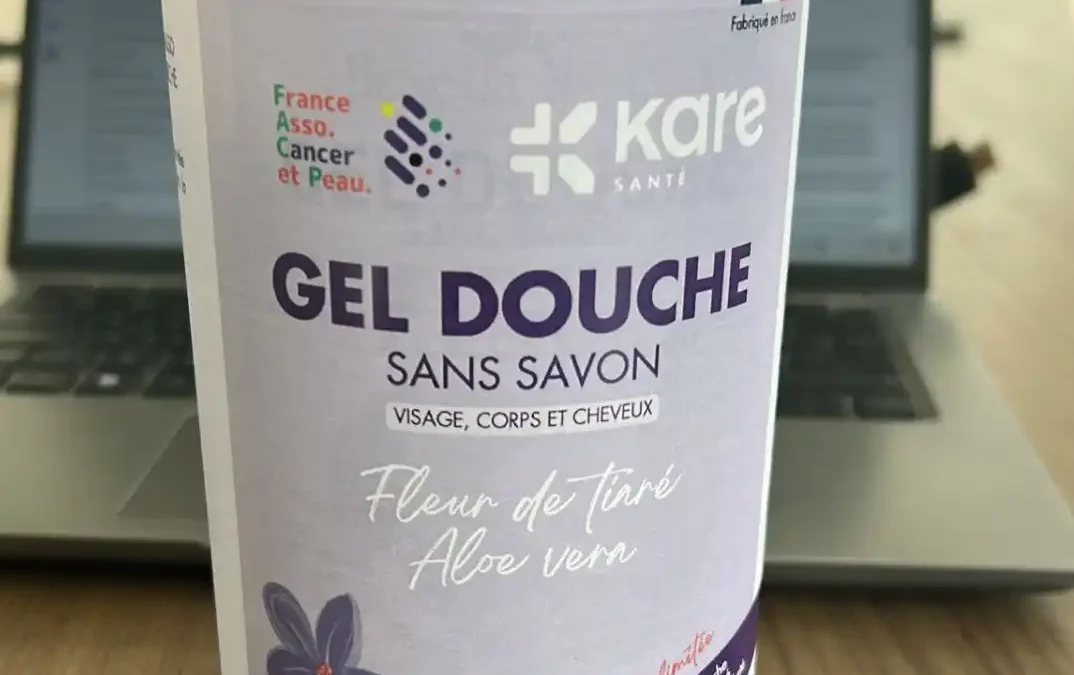 Fabriqué en France
France
Asso.
Cancer
et Peau.
Kare
SANTÉ
GEL DOUCHE
SANS SAVON
VISAGE, CORPS ET CHEVEUX
Fleur de Tiaré
Aloe vera
limitée